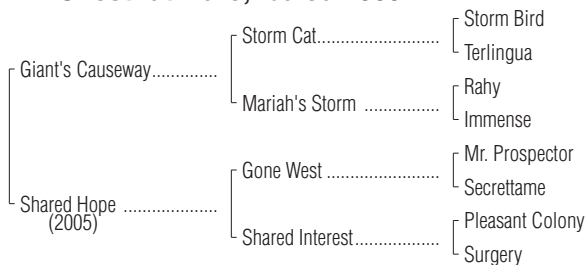 Storm Bird
Storm Cat..............................
Terlingua
Giant's Causeway..............
Rahy
Mariah's Storm ..................
Immense
Mr. Prospector
Gone West ...........................
Secrettame
Shared Hope ......................
(2005)
Pleasant Colony
Shared Interest....................
Surgery